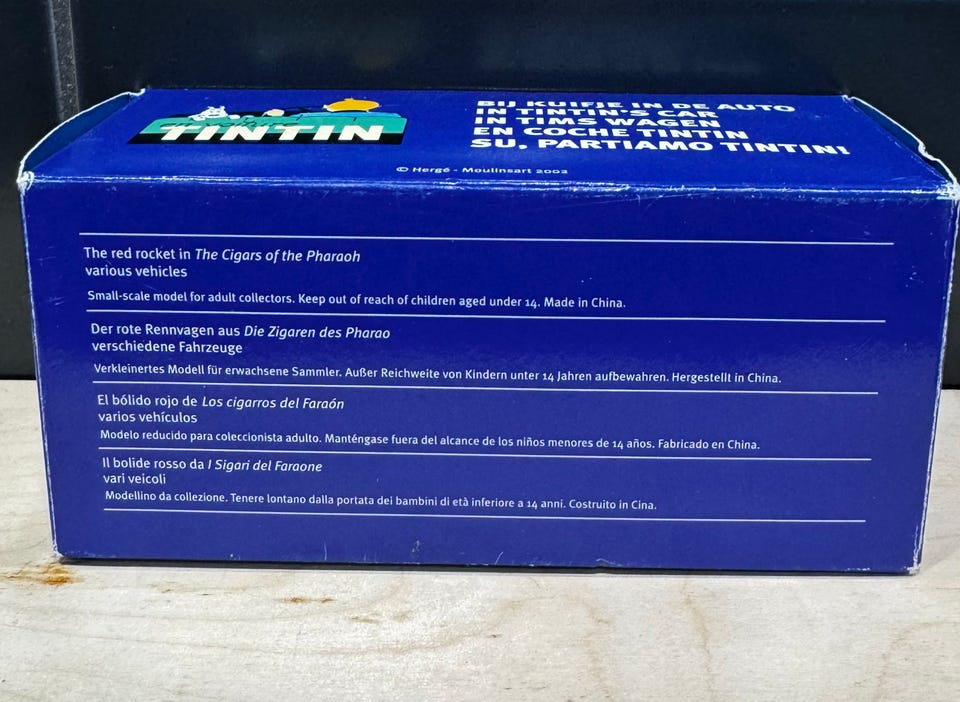 TINTIN
BIJ KUIFJE IN DE AUTO
IN TINTIN'S CAR
IN TIMS WAGEN
EN COCHE TINTIN
SU, PARTIAMO TINTIN!
© Hergé - Moulinsart 2002
The red rocket in The Cigars of the Pharaoh
various vehicles
Small-scale model for adult collectors. Keep out of reach of children aged under 14. Made in China.
Der rote Rennvagen aus Die Zigaren des Pharao
verschiedene Fahrzeuge
Verkleinertes Modell für erwachsene Sammler. Außer Reichweite von Kindern unter 14 Jahren aufbewahren. Hergestellt in China.
El bólido rojo de Los cigarros del Faraón
varios vehículos
Modelo reducido para coleccionista adulto. Manténgase fuera del alcance de los niños menores de 14 años. Fabricado en China.
Il bolide rosso da I Sigari del Faraone
vari veicoli
Modellino da collezione. Tenere lontano dalla portata dei bambini di età inferiore a 14 anni. Costruito in Cina.